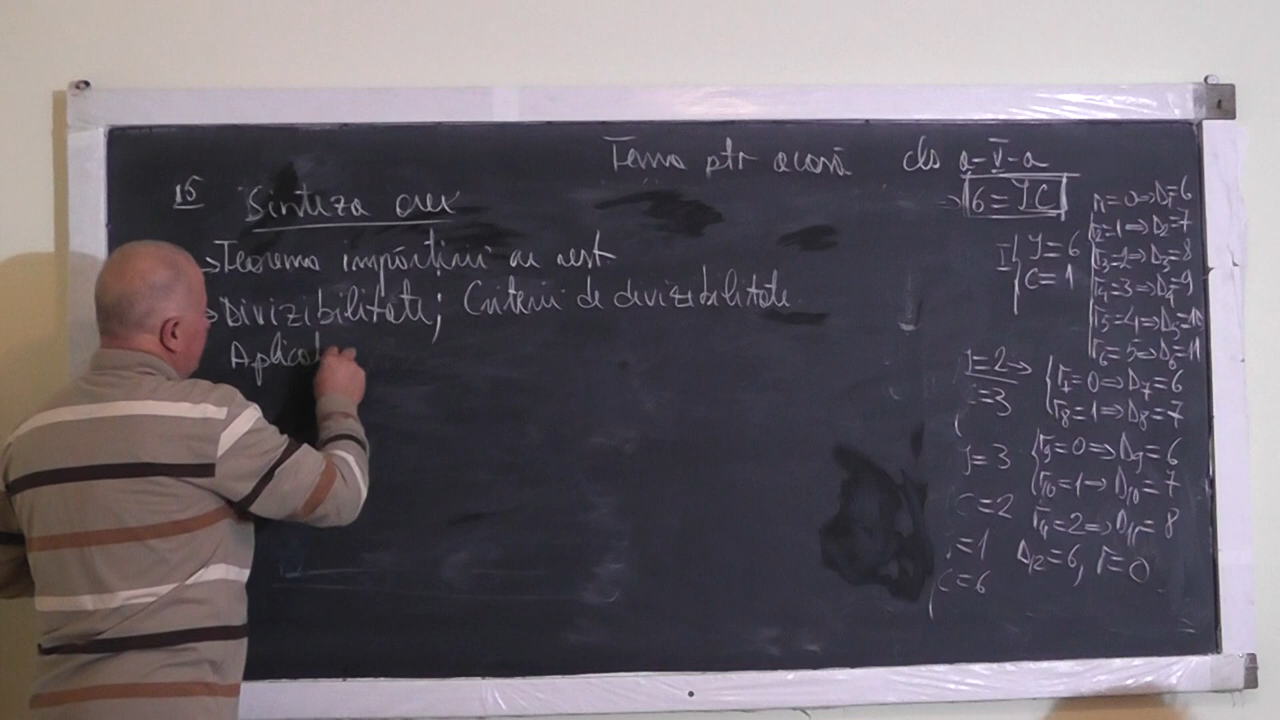 Tema ptr acasă cls a-V-a
15 Sinteza
Teorema împărțirii cu rest.
Divizibilitate; Criterii de divizibilitate.
Aplicat
6=ÎC
I { Î=6
C=1
r1=0⇒D1=6
r2=1⇒D2=7
r3=2⇒D3=8
r4=3⇒D4=9
r5=4⇒D5=10
r6=5⇒D6=11
Î=2→
=3
r7=0⇒D7=6
r8=1⇒D8=7
Î=3
C=2
r9=0⇒D9=6
r10=1⇒D10=7
r11=2⇒D11=8
=1
C=6
D12=6, r=0